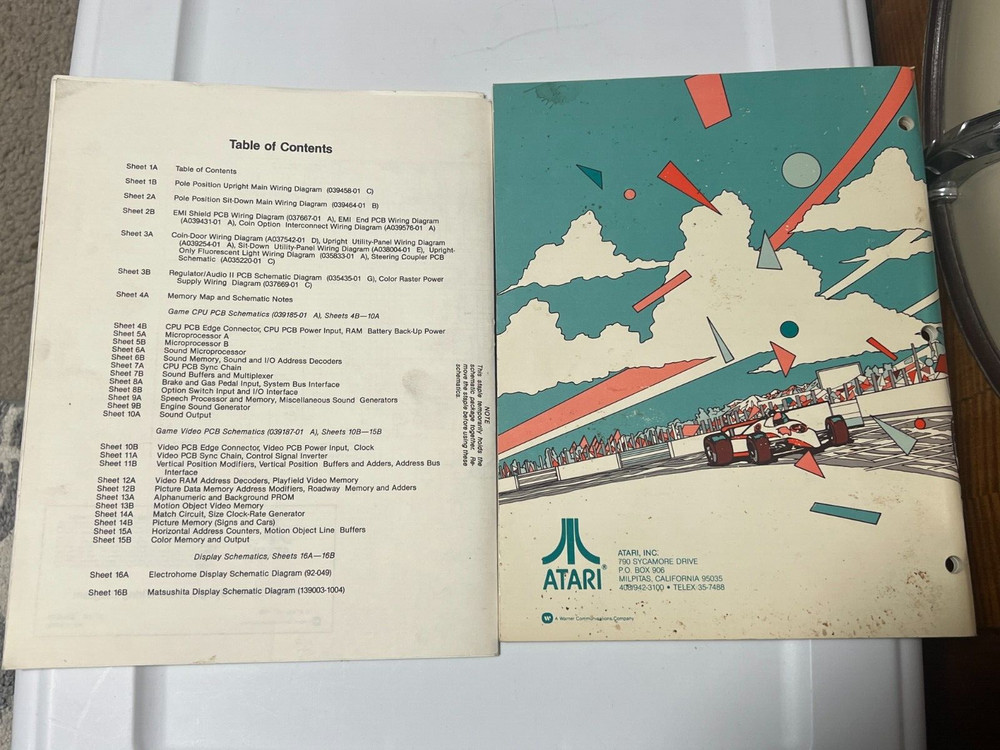 Table of Contents
Sheet 1A Table of Contents
Sheet 1B Pole Position Upright Main Wiring Diagram (039458-01 C)
Sheet 2A Pole Position Sit-Down Main Wiring Diagram (039464-01 B)
Sheet 2B EMI Shield PCB Wiring Diagram (037667-01 A), EMI End PCB Wiring Diagram
(A039431-01 A), Coin Option Interconnect Wiring Diagram (A039576-01 A)
Sheet 3A Coin-Door Wiring Diagram (A037542-01 D), Upright Utility-Panel Wiring Diagram
(A039254-01 A), Sit-Down Utility-Panel Wiring Diagram (A038004-01 E), Upright-
Only Fluorescent Light Wiring Diagram (035833-01 A), Steering Coupler PCB
Schematic (A035220-01 C)
Sheet 3B Regulator/Audio II PCB Schematic Diagram (035435-01 G), Color Raster Power
Supply Wiring Diagram (037669-01 C)
Sheet 4A Memory Map and Schematic Notes
Game CPU PCB Schematics (039185-01 A), Sheets 4B—10A
Sheet 4B CPU PCB Edge Connector, CPU PCB Power Input, RAM Battery Back-Up Power
Sheet 5A Microprocessor A
Sheet 5B Microprocessor B
Sheet 6A Sound Microprocessor
Sheet 6B Sound Memory, Sound and I/O Address Decoders
Sheet 7A CPU PCB Sync Chain
Sheet 7B Sound Buffers and Multiplexer
Sheet 8A Brake and Gas Pedal Input, System Bus Interface
Sheet 8B Option Switch Input and I/O Interface
Sheet 9A Speech Processor and Memory, Miscellaneous Sound Generators
Sheet 9B Engine Sound Generator
Sheet 10A Sound Output
Game Video PCB Schematics (039187-01 A), Sheets 10B—15B
Sheet 10B Video PCB Edge Connector, Video PCB Power Input, Clock
Sheet 11A Video PCB Sync Chain, Control Signal Inverter
Sheet 11B Vertical Position Modifiers, Vertical Position Buffers and Adders, Address Bus
Interface
Sheet 12A Video RAM Address Decoders, Playfield Video Memory
Sheet 12B Picture Data Memory Address Modifiers, Roadway Memory and Adders
Sheet 13A Alphanumeric and Background PROM
Sheet 13B Motion Object Video Memory
Sheet 14A Match Circuit, Size Clock-Rate Generator
Sheet 14B Picture Memory (Signs and Cars)
Sheet 15A Horizontal Address Counters, Motion Object Line Buffers
Sheet 15B Color Memory and Output
Display Schematics, Sheets 16A—16B
Sheet 16A Electrohome Display Schematic Diagram (92-049)
Sheet 16B Matsushita Display Schematic Diagram (139003-1004)
NOTE
This staple temporarily holds the
schematic package together. Re-
move the staple before using these
schematics.
ATARI®
ATARI, INC.
790 SYCAMORE DRIVE
P.O. BOX 906
MILPITAS, CALIFORNIA 95035
408/942-3100 • TELEX 35-7488
A Warner Communications Company